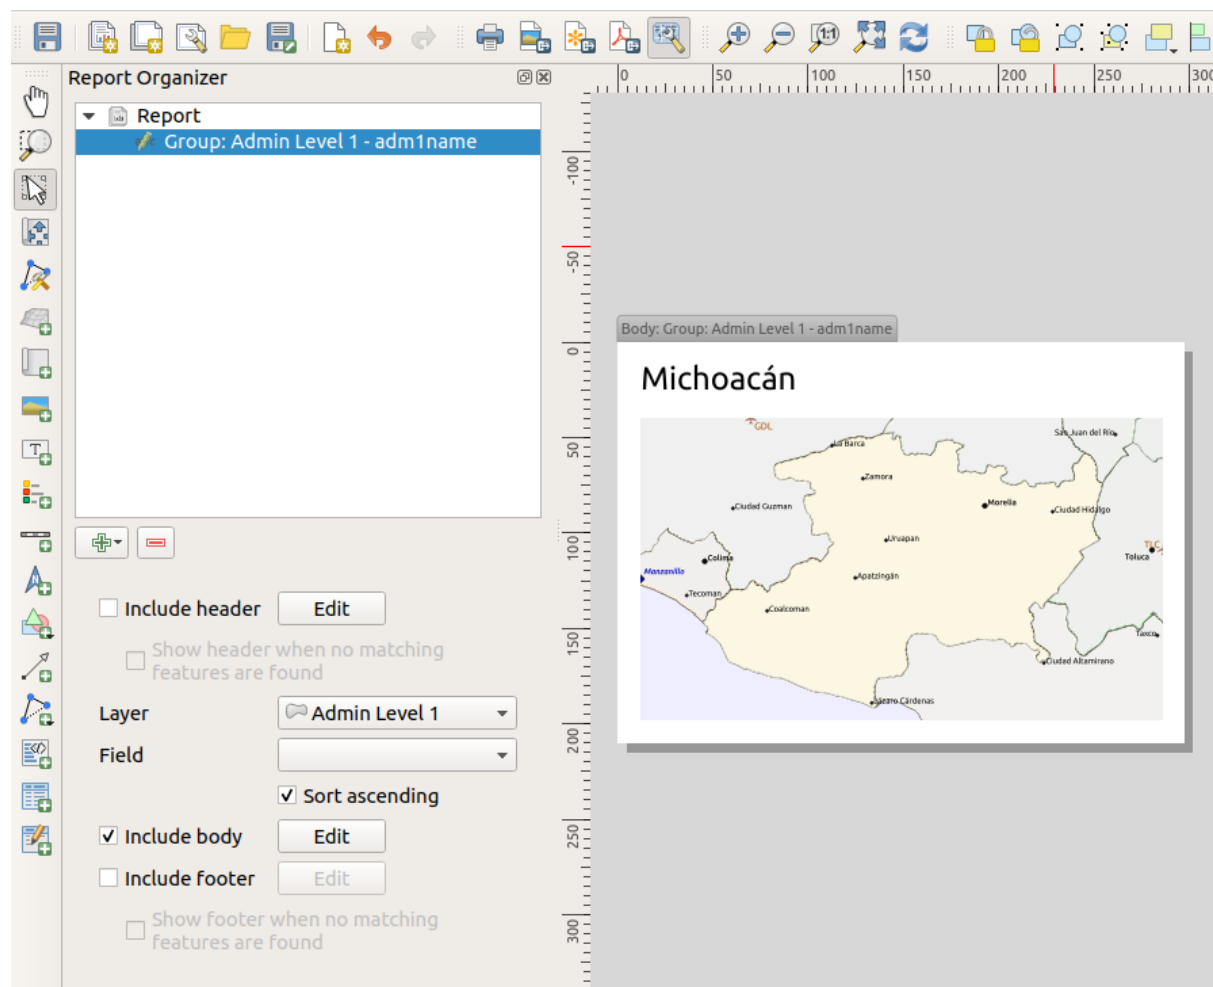 Report Organizer
Report
Group: Admin Level 1 - adm1name
Include header
Edit
Show header when no matching
features are found
Layer
Admin Level 1
Field
Sort ascending
Include body
Edit
Include footer
Edit
Show footer when no matching
features are found
1:1
0
50
100
150
200
250
300
-100
-50
0
50
100
150
200
250
300
Body: Group: Admin Level 1 - adm1name
Michoacán
GDL
San Juan del Río
La Barca
Zamora
Ciudad Guzman
Morelia
Ciudad Hidalgo
Uruapan
TLC
Toluca
Colima
Manzanillo
Apatzingán
Tecoman
Coalcoman
Taxco
Ciudad Altamirano
Lázaro Cárdenas